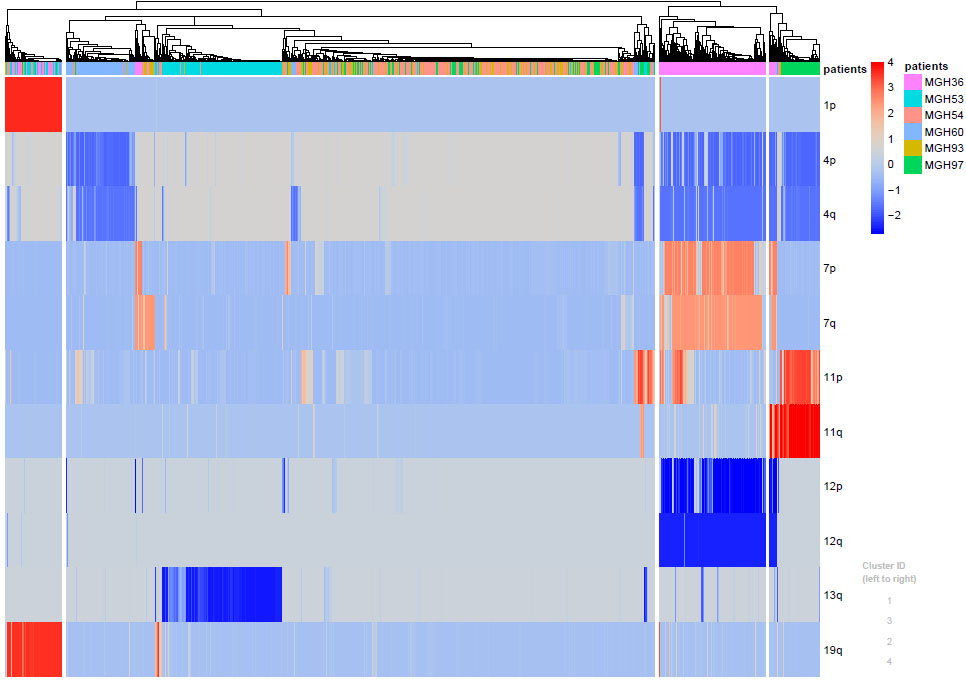 patients
1p
4p
4q
7p
7q
11p
11q
12p
12q
13q
19q
4
3
2
1
0
−1
−2
patients
MGH36
MGH53
MGH54
MGH60
MGH93
MGH97
Cluster ID
(left to right)
1
3
2
4